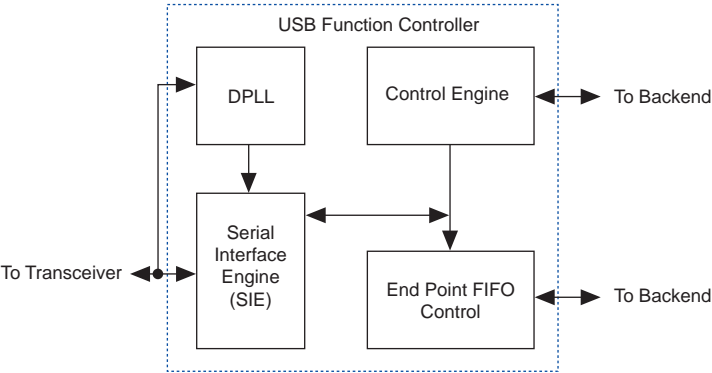 USB Function Controller
DPLL
Control Engine
To Backend
Serial
Interface
Engine
(SIE)
To Transceiver
End Point FIFO
Control
To Backend